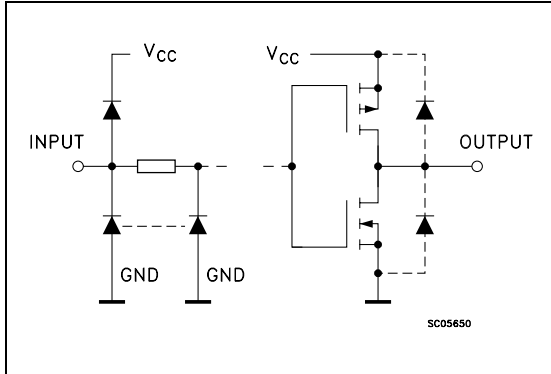 VCC
VCC
INPUT
OUTPUT
GND
GND
SC05650